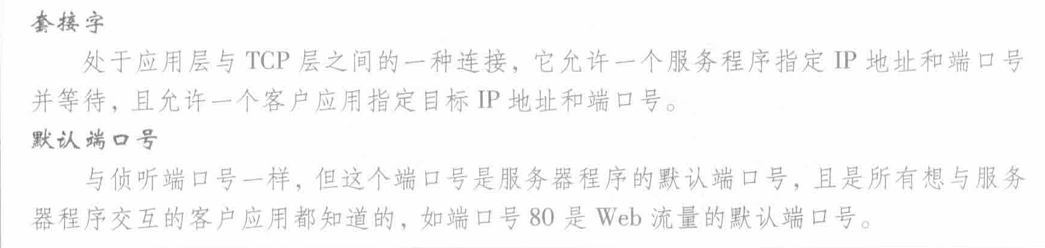 套接字
处于应用层与 TCP 层之间的一种连接，它允许一个服务程序指定 IP 地址和端口号
并等待，且允许一个客户应用指定目标 IP 地址和端口号。
默认端口号
与侦听端口号一样，但这个端口号是服务器程序的默认端口号，且是所有想与服务
器程序交互的客户应用都知道的，如端口号 80 是 Web 流量的默认端口号。